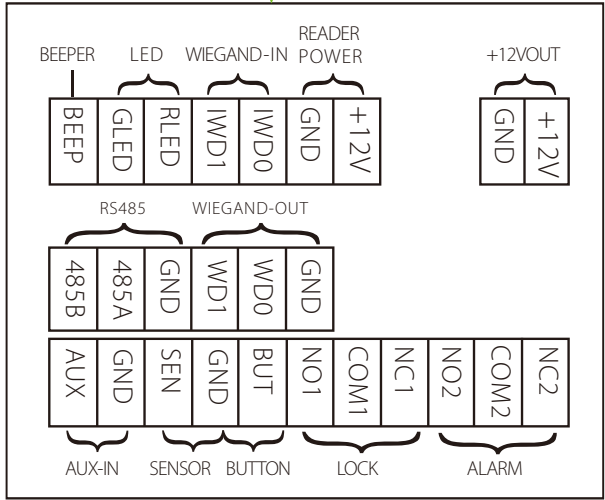 READER
BEEPER LED WIEGAND-IN POWER +12VOUT
BEEP GLED RLED IWD1 IWD0 GND +12V GND +12V
RS485 WIEGAND-OUT
485B 485A GND WD1 WD0 GND
AUX GND SEN GND BUT NO1 COM1 NC1 NO2 COM2 NC2
AUX-IN SENSOR BUTTON LOCK ALARM